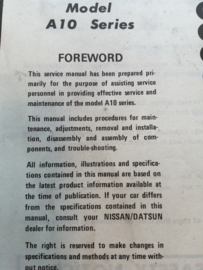 Model
A10 Series
FOREWORD
This service manual has been prepared pri-
marily for the purpose of assisting service
personnel in providing effective service and
maintenance of the model A10 series.
This manual includes procedures for main-
tenance, adjustments, removal and installa-
tion, disassembly and assembly of com-
ponents, and trouble-shooting.
All information, illustrations and specifica-
tions contained in this manual are based on
the latest product information available at
the time of publication. If your car differs
from the specifications contained in this
manual, consult your NISSAN/DATSUN
dealer for information.
The right is reserved to make changes in
specifications and methods at any time with-
out notice.